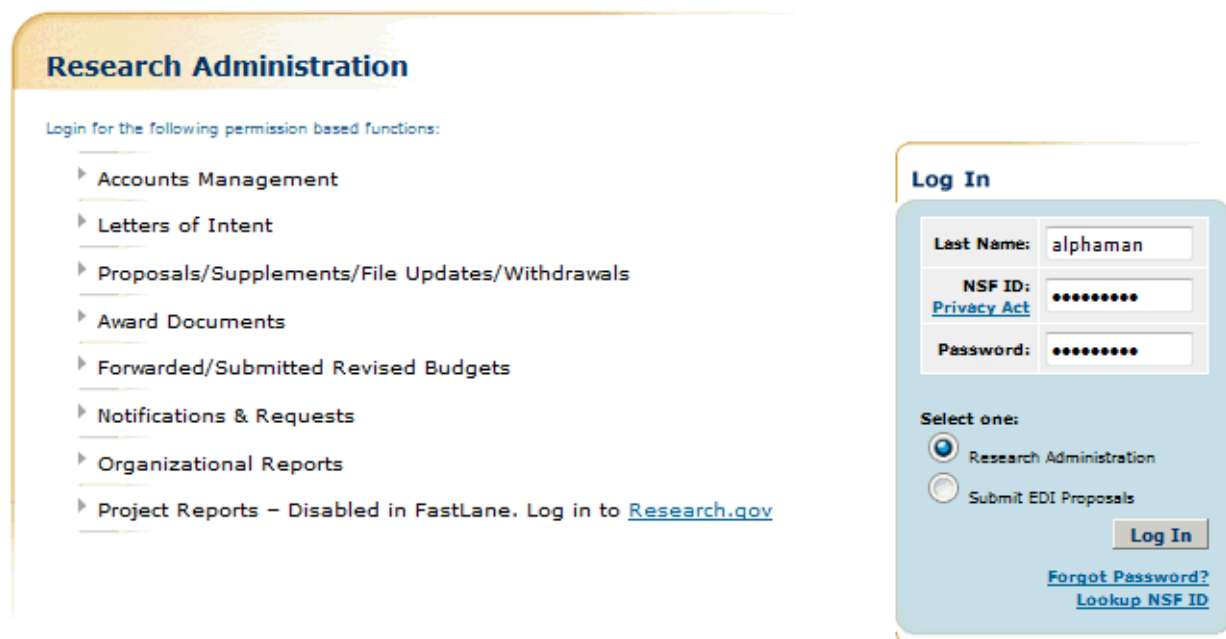 Research Administration
Login for the following permission based functions:
Accounts Management
Letters of Intent
Proposals/Supplements/File Updates/Withdrawals
Award Documents
Forwarded/Submitted Revised Budgets
Notifications & Requests
Organizational Reports
Project Reports – Disabled in FastLane. Log in to Research.gov
Log In
Last Name: alphaman
NSF ID: •••••••••
Privacy Act
Password: •••••••••
Select one:
Research Administration
Submit EDI Proposals
Log In
Forgot Password?
Lookup NSF ID